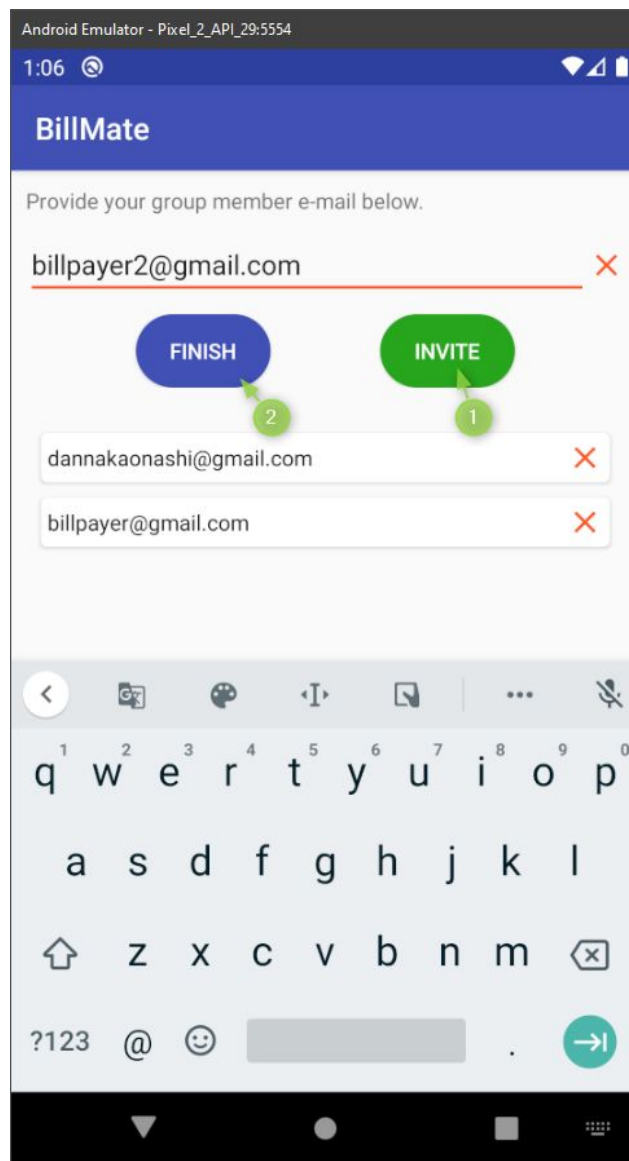 Android Emulator - Pixel_2_API_29:5554
1:06
BillMate
Provide your group member e-mail below.
billpayer2@gmail.com
FINISH INVITE
2 1
dannakaonashi@gmail.com
billpayer@gmail.com
1 2 3 4 5 6 7 8 9 0
q w e r t y u i o p
a s d f g h j k l
z x c v b n m
?123 @ .